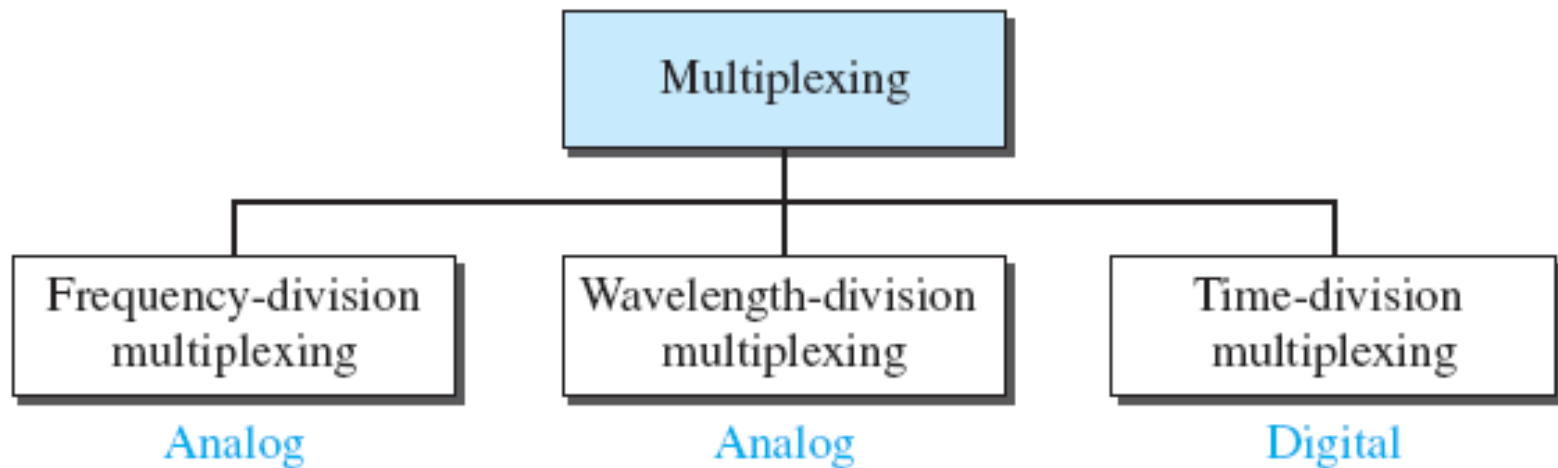 Multiplexing
Frequency-division
multiplexing
Wavelength-division
multiplexing
Time-division
multiplexing
Analog
Analog
Digital